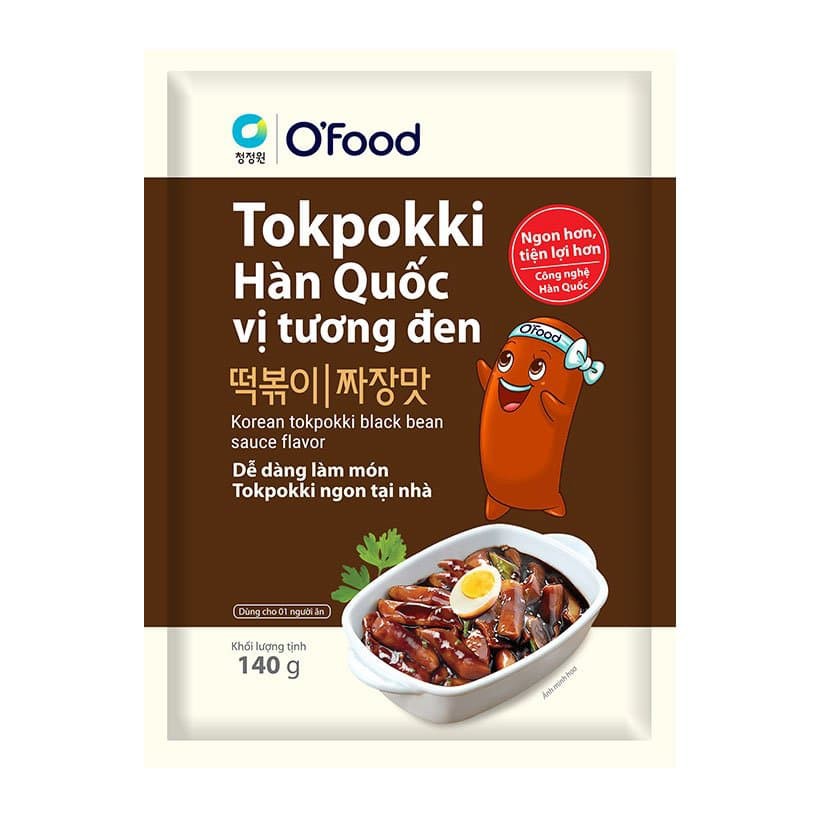 청정원
O'Food
Tokpokki
Hàn Quốc
vị tương đen
떡볶이|짜장맛
Korean tokpokki black bean
sauce flavor
Dễ dàng làm món
Tokpokki ngon tại nhà
Ngon hơn,
tiện lợi hơn
Công nghệ
Hàn Quốc
O'Food
Dùng cho 01 người ăn
Khối lượng tịnh
140 g
Ảnh minh họa